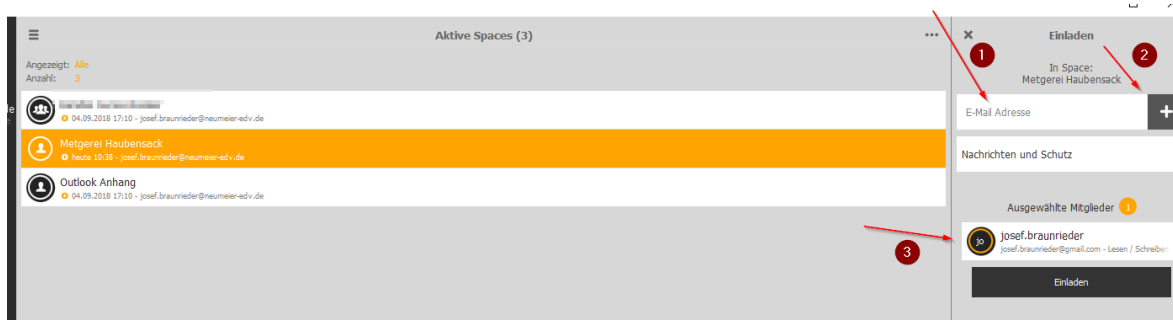 Aktive Spaces (3)
Angezeigt: Alle
Anzahl: 3
04.09.2018 17:10 - josef.braunrieder@neumeier-edv.de
Metgerei Haubensack
heute 10:38 - josef.braunrieder@neumeier-edv.de
Outlook Anhang
04.09.2018 17:10 - josef.braunrieder@neumeier-edv.de
Einladen
1
2
In Space:
Metgerei Haubensack
E-Mail Adresse
Nachrichten und Schutz
Ausgewählte Mitglieder 1
jo
josef.braunrieder
josef.braunrieder@gmail.com - Lesen / Schreiben
3
Einladen